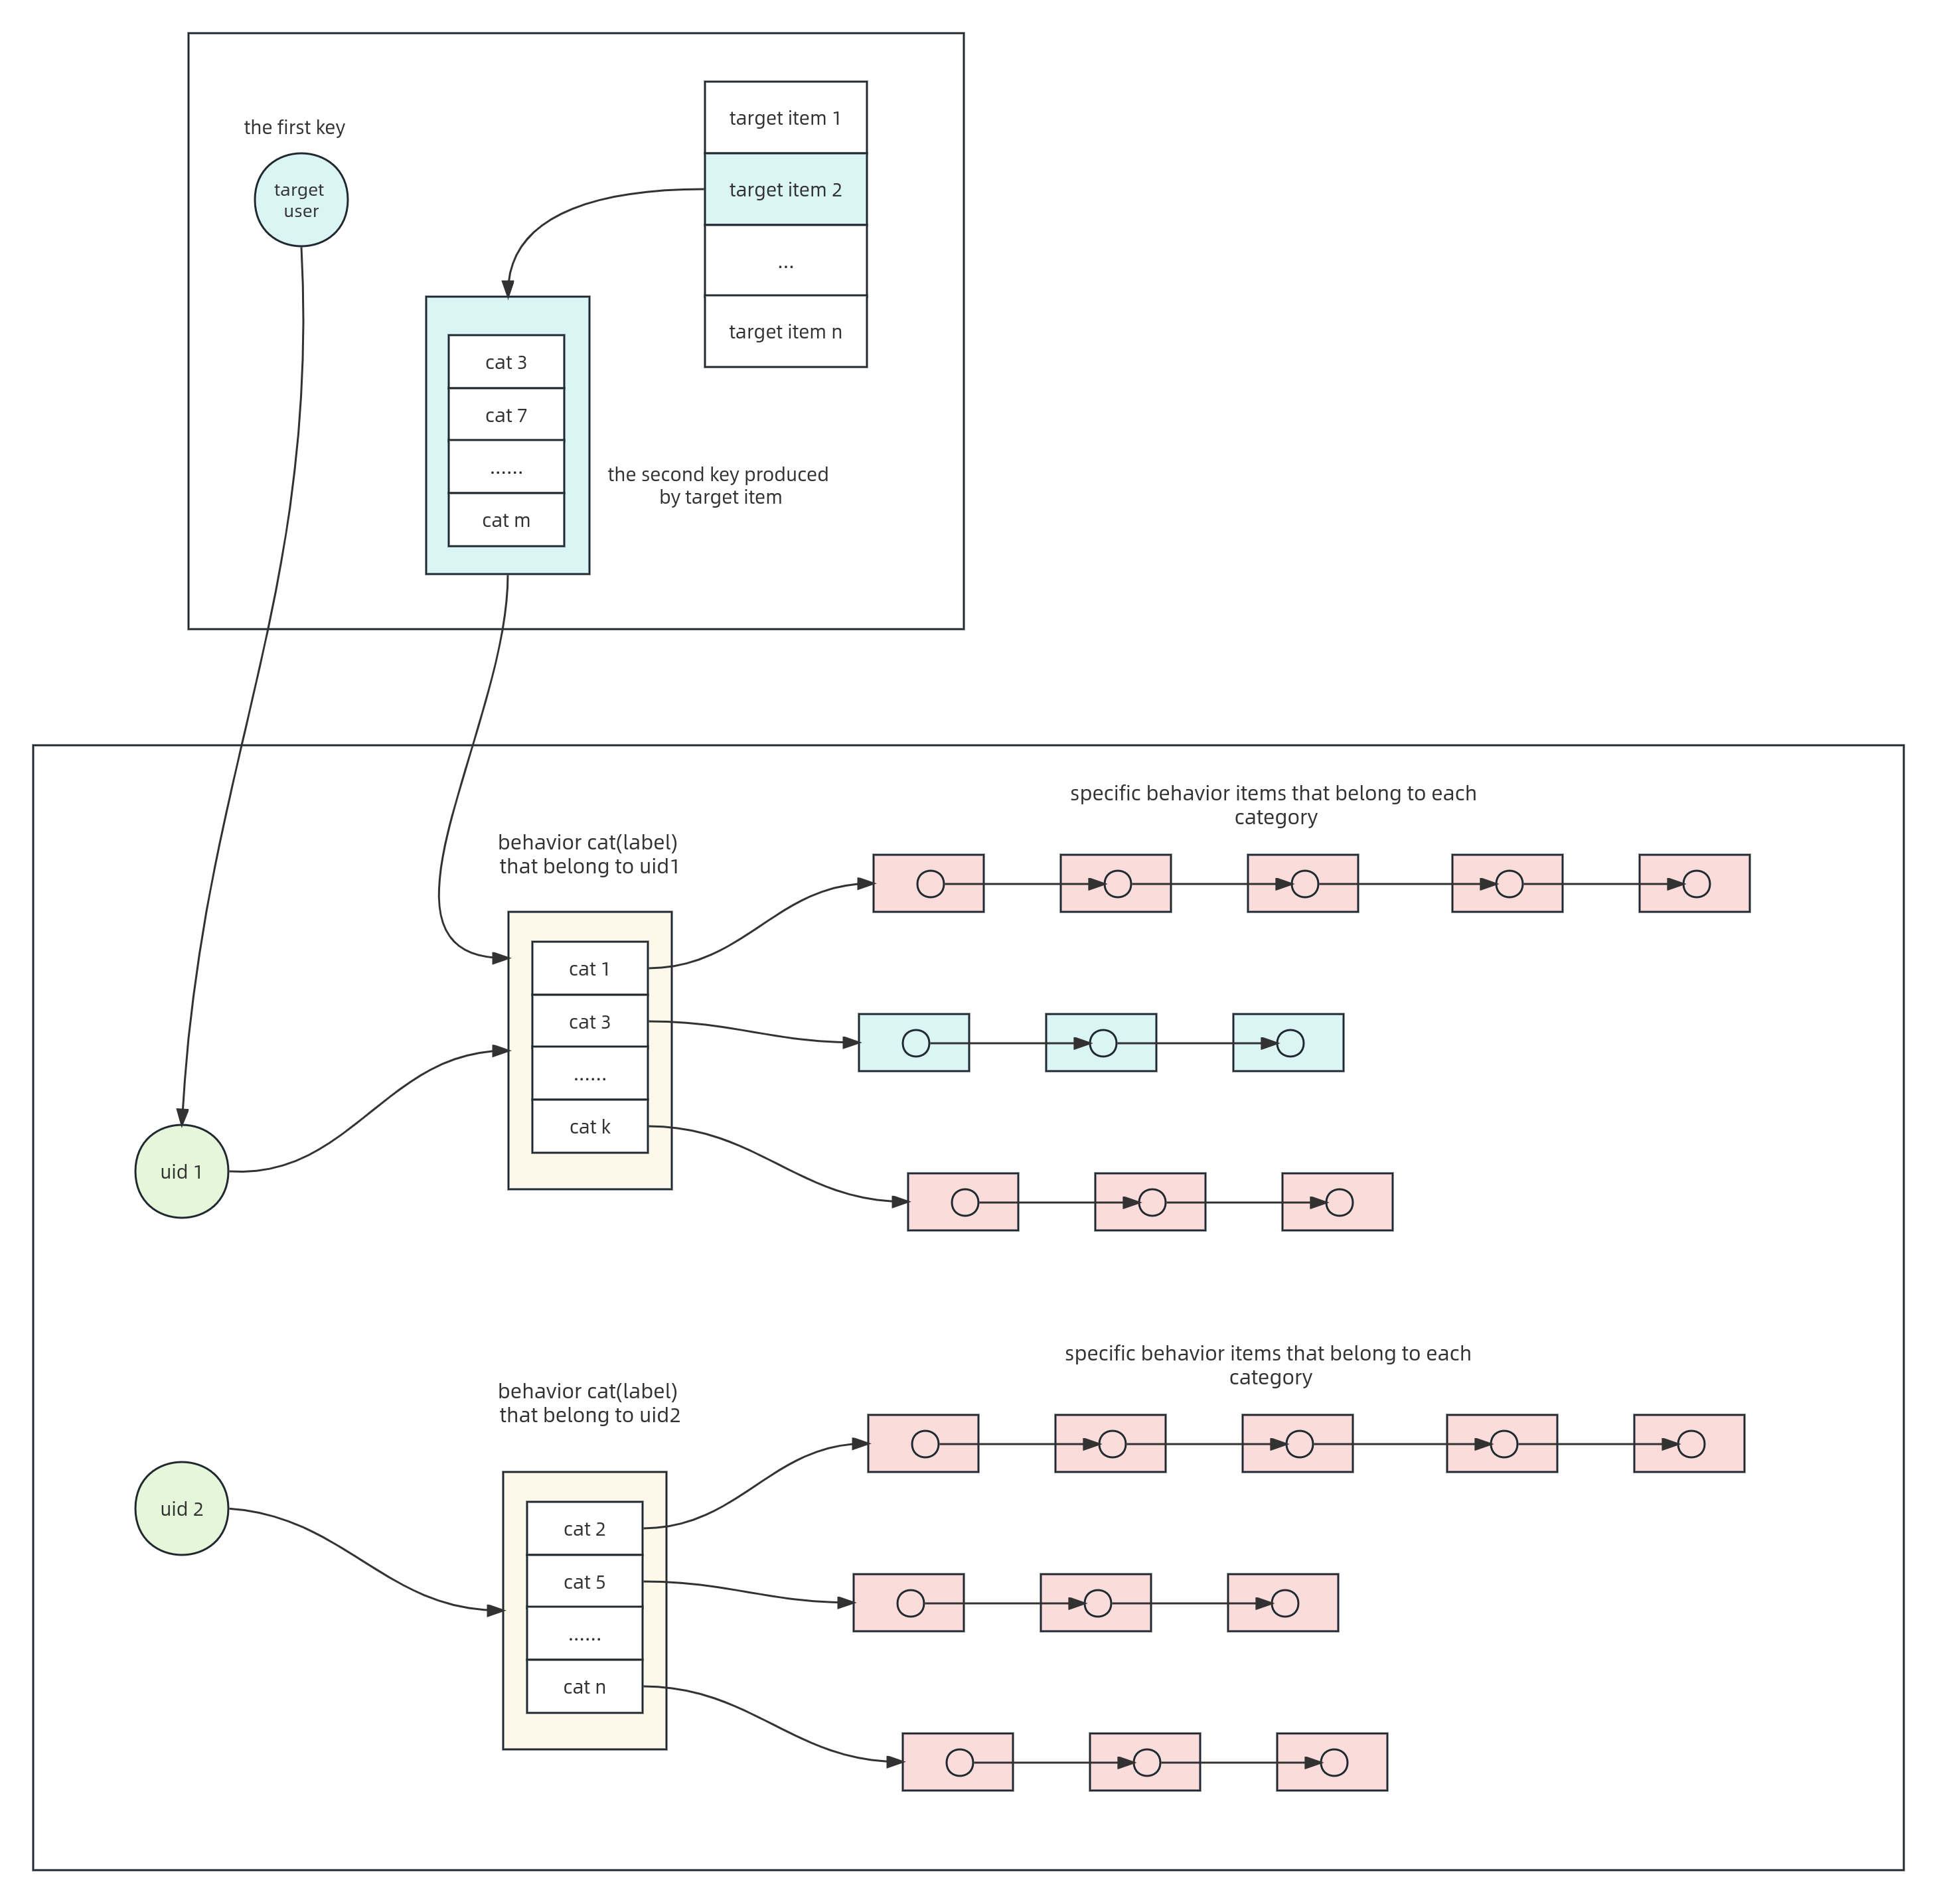 the first key
target
user
target item 1
target item 2
...
target item n
cat 3
cat 7
......
cat m
the second key produced
by target item
specific behavior items that belong to each
category
behavior cat(label)
that belong to uid1
cat 1
cat 3
......
cat k
uid 1
specific behavior items that belong to each
category
behavior cat(label)
that belong to uid2
uid 2
cat 2
cat 5
......
cat n